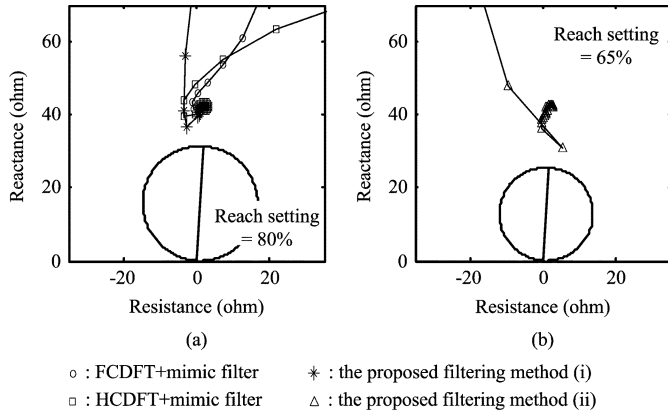 60
40
20
0
Reactance (ohm)
Reach setting
= 80%
-20
0
20
Resistance (ohm)
(a)
60
40
20
0
Reach setting
= 65%
-20
0
20
Resistance (ohm)
(b)
: FCDFT+mimic filter
: the proposed filtering method (i)
: HCDFT+mimic filter
: the proposed filtering method (ii)